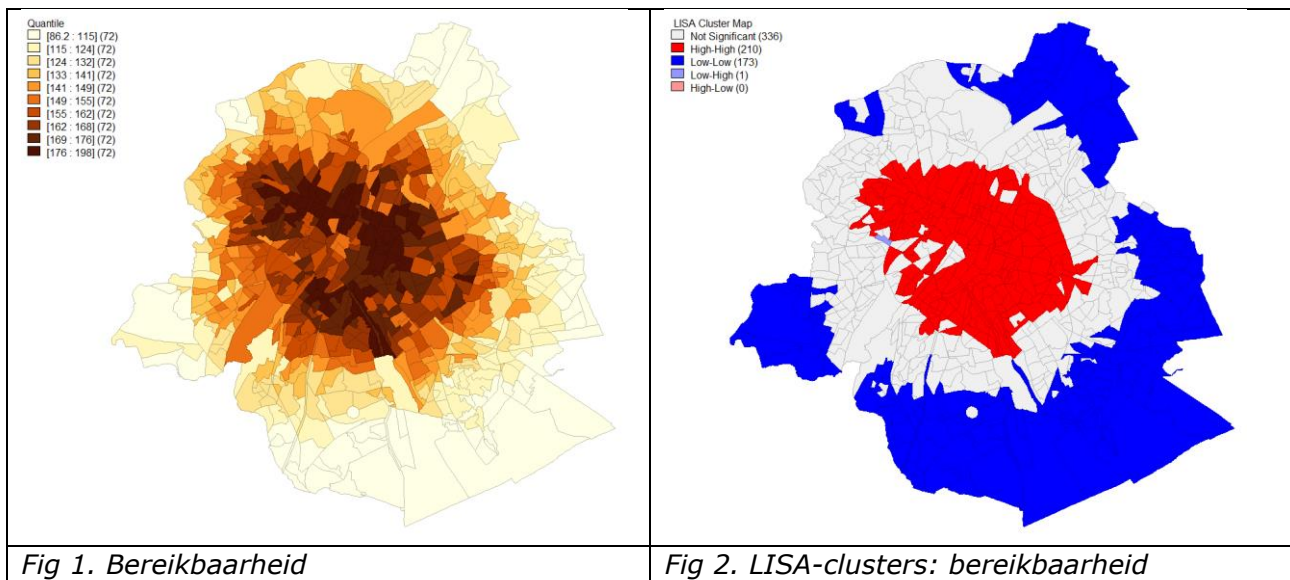 Quantile
[86.2 : 115] (72)
[115 : 124] (72)
[124 : 132] (72)
[133 : 141] (72)
[141 : 149] (72)
[149 : 155] (72)
[155 : 162] (72)
[162 : 168] (72)
[169 : 176] (72)
[176 : 198] (72)
Fig 1. Bereikbaarheid
LISA Cluster Map
Not Significant (336)
High-High (210)
Low-Low (173)
Low-High (1)
High-Low (0)
Fig 2. LISA-clusters: bereikbaarheid